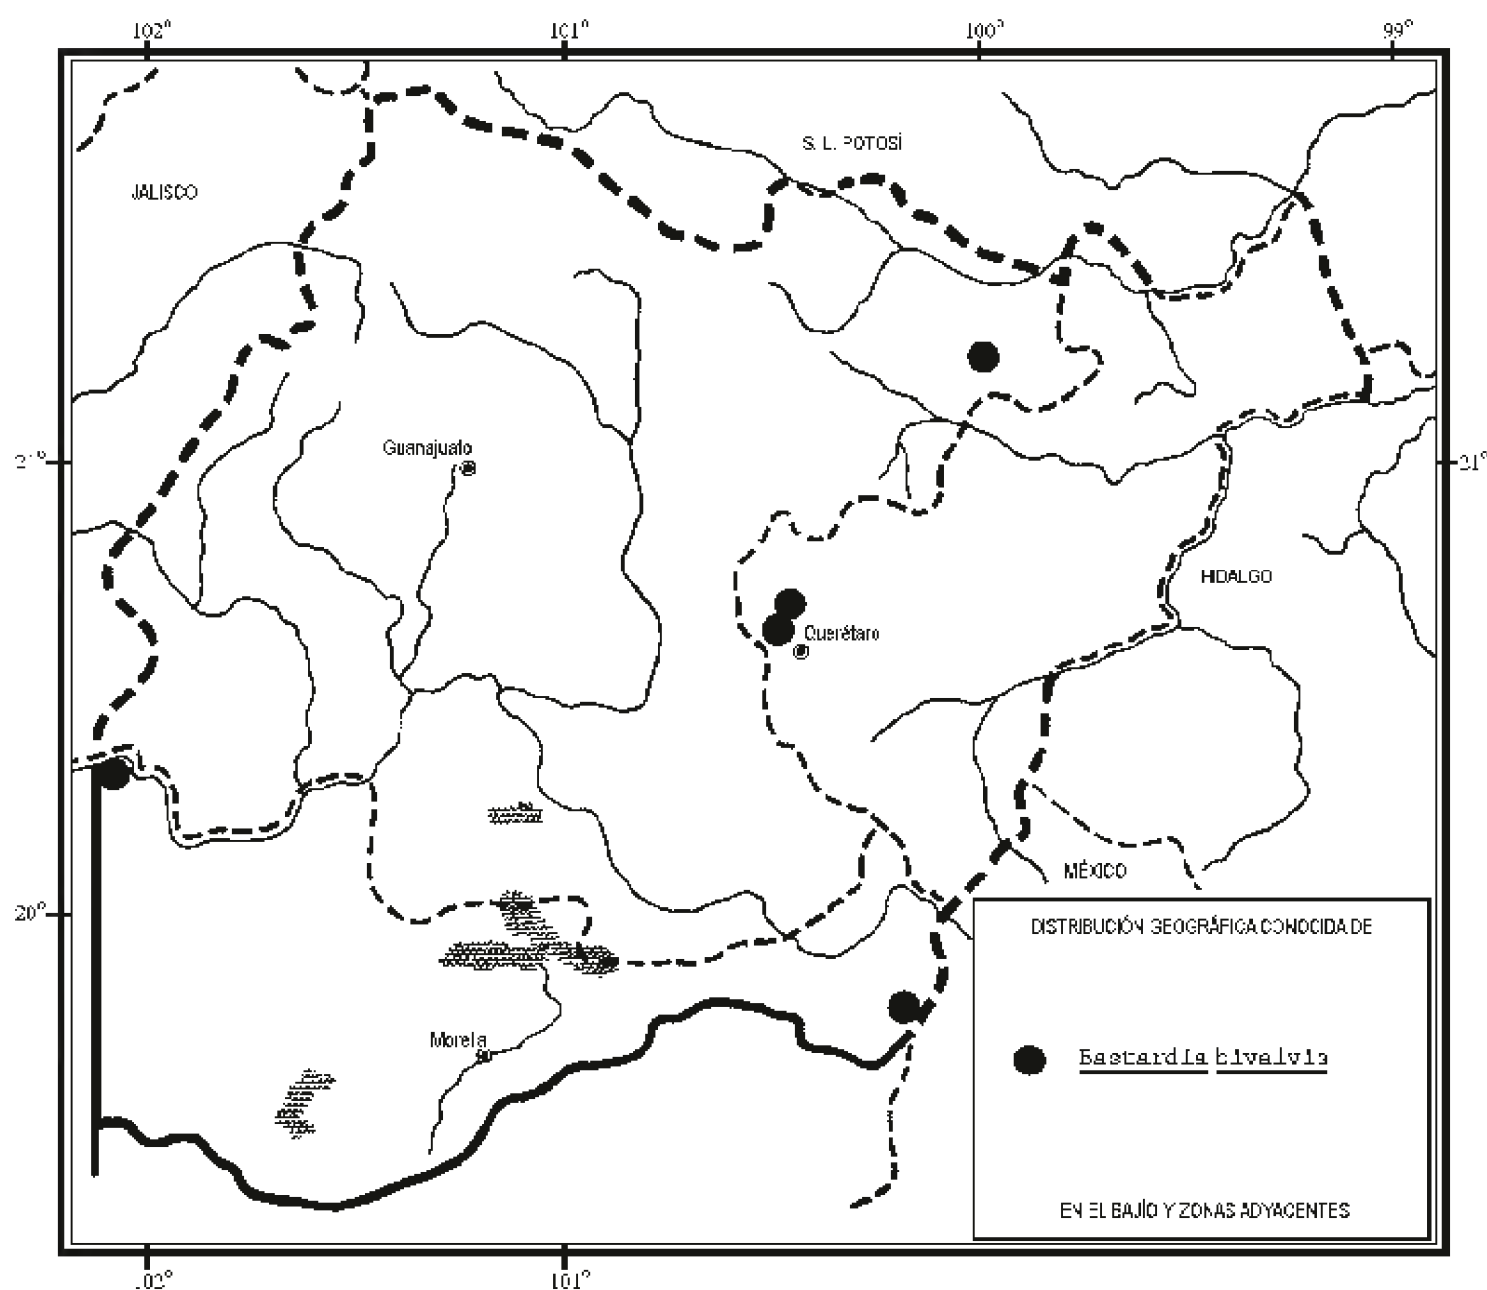 102°
101°
100°
99°
S. L. POTOSÍ
JALISCO
Guanajuato
21°
21°
HIDALGO
Querétaro
MÉXICO
20°
DISTRIBUCIÓN GEOGRÁFICA CONOCIDA DE
Morelia
Bastardia bivalvis
EN EL BAJÍO Y ZONAS ADYACENTES
102°
101°